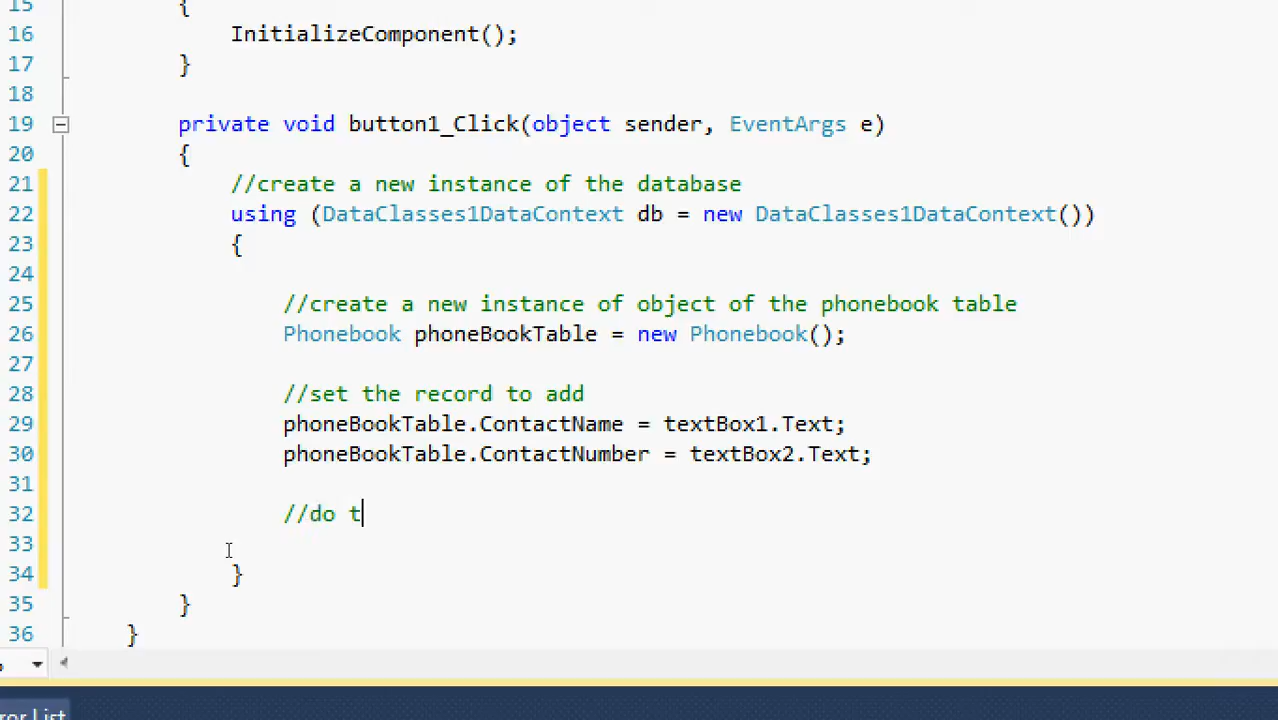 15 {
16 InitializeComponent();
17 }
18
19 private void button1_Click(object sender, EventArgs e)
20 {
21 //create a new instance of the database
22 using (DataClasses1DataContext db = new DataClasses1DataContext())
23 {
24
25 //create a new instance of object of the phonebook table
26 Phonebook phoneBookTable = new Phonebook();
27
28 //set the record to add
29 phoneBookTable.ContactName = textBox1.Text;
30 phoneBookTable.ContactNumber = textBox2.Text;
31
32 //do t
33
34 }
35 }
36 }
ror List